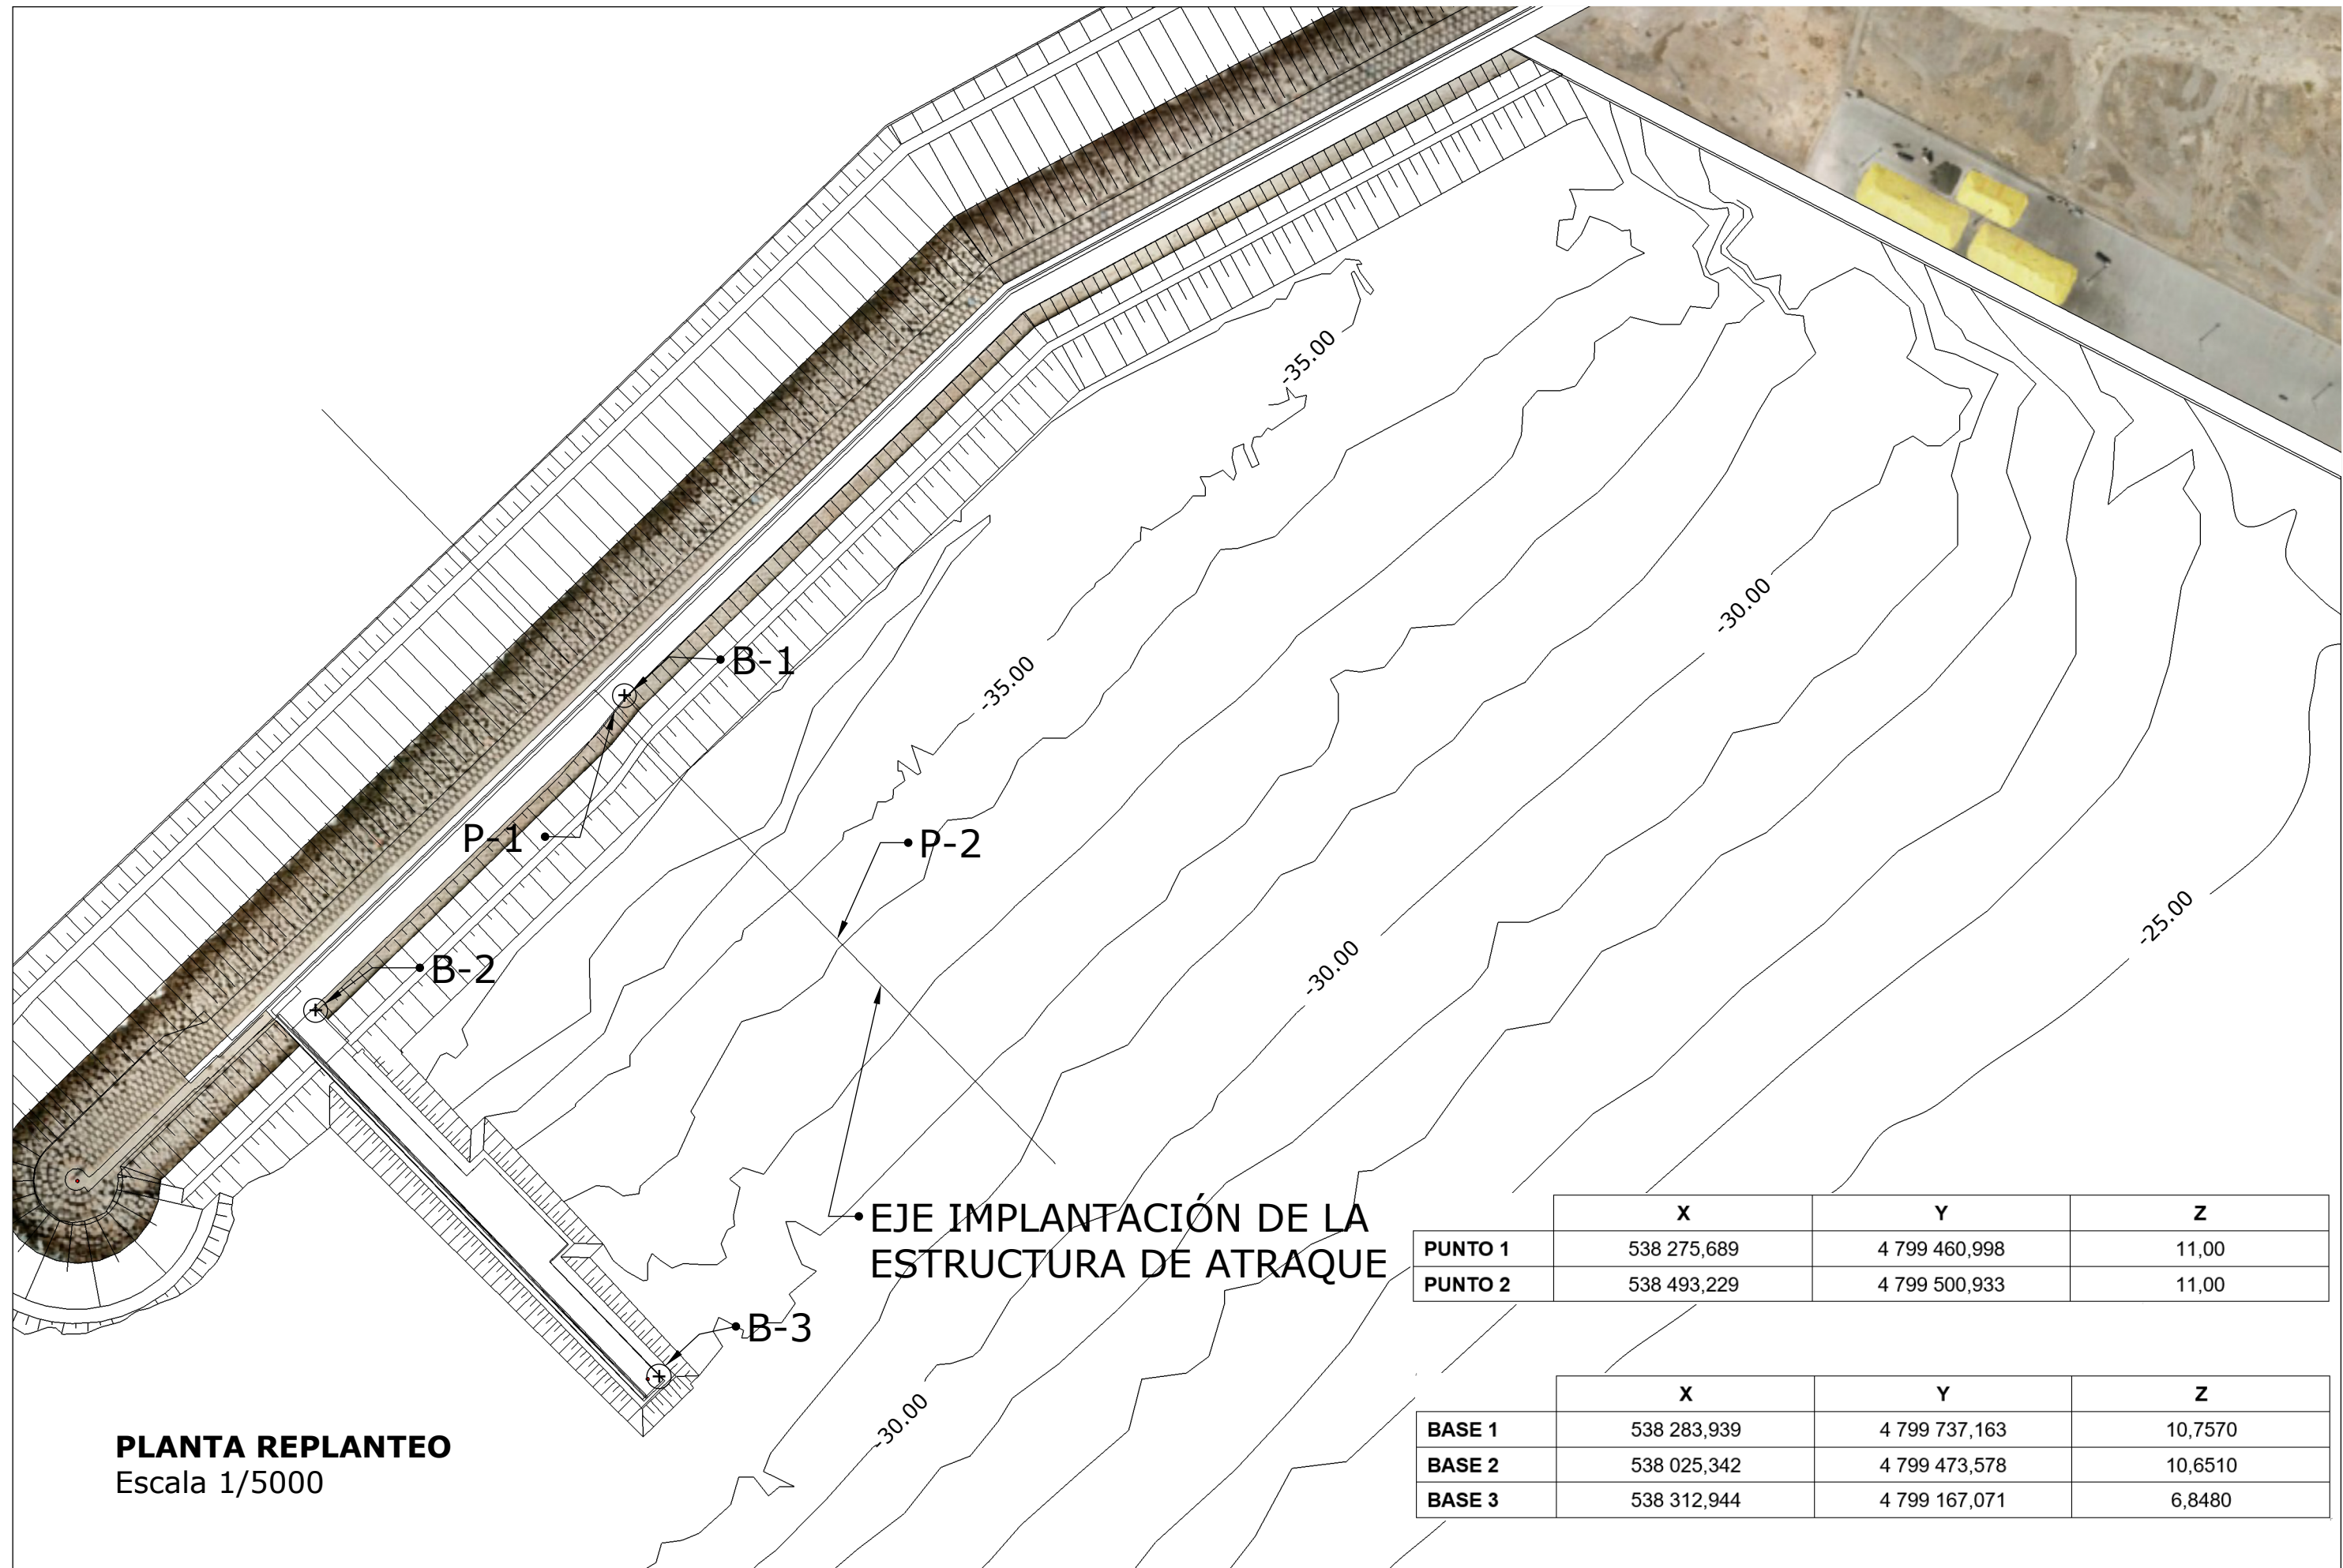 -35.00
-30.00
B-1
-35.00
P-1
P-2
-25.00
B-2
-30.00
EJE IMPLANTACIÓN DE LA
ESTRUCTURA DE ATRAQUE
B-3
-30.00
X Y Z
PUNTO 1 538 275,689 4 799 460,998 11,00
PUNTO 2 538 493,229 4 799 500,933 11,00
X Y Z
BASE 1 538 283,939 4 799 737,163 10,7570
BASE 2 538 025,342 4 799 473,578 10,6510
BASE 3 538 312,944 4 799 167,071 6,8480
PLANTA REPLANTEO
Escala 1/5000